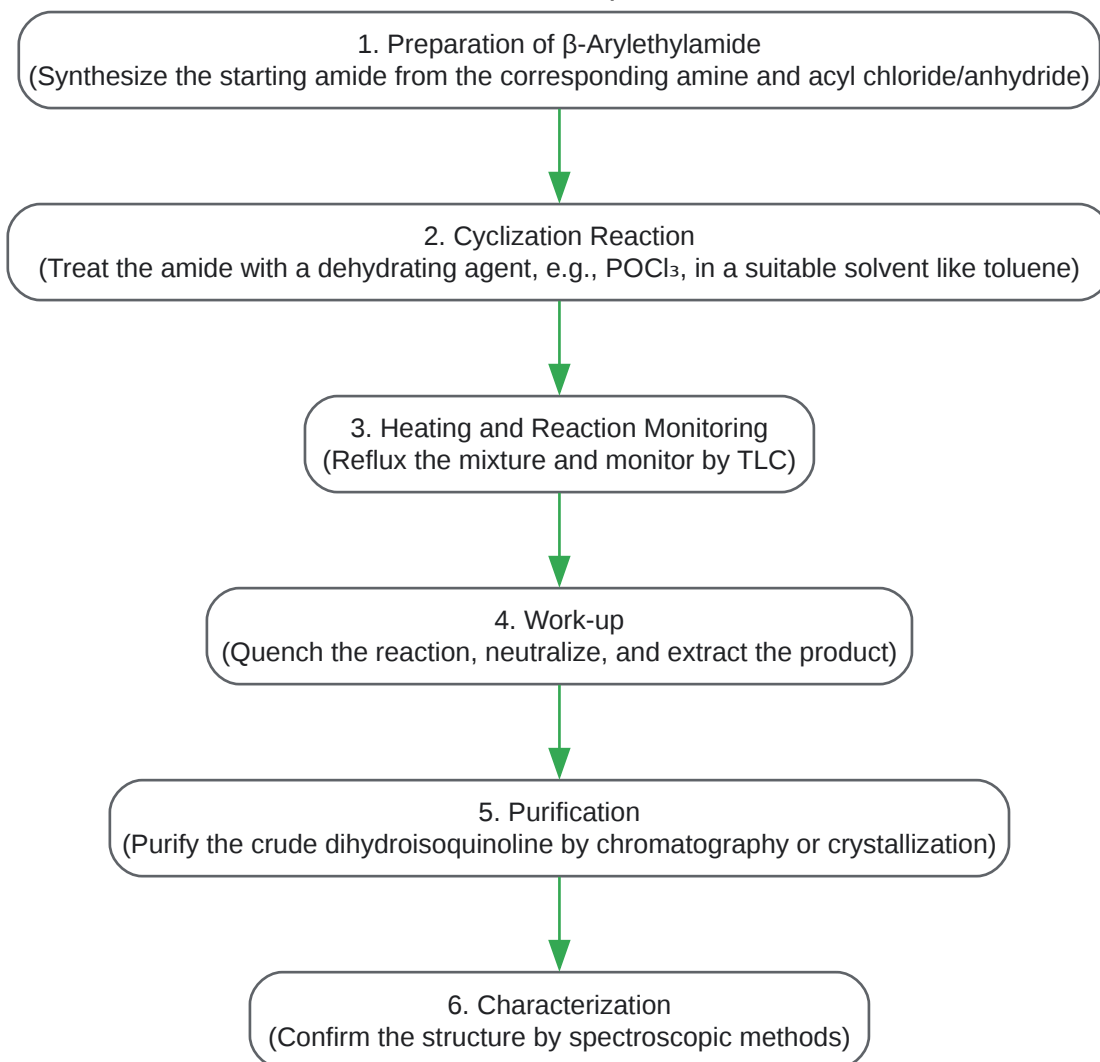 1. Preparation of β-Arylethylamide
(Synthesize the starting amide from the corresponding amine and acyl chloride/anhydride)
2. Cyclization Reaction
(Treat the amide with a dehydrating agent, e.g., POCl₃, in a suitable solvent like toluene)
3. Heating and Reaction Monitoring
(Reflux the mixture and monitor by TLC)
4. Work-up
(Quench the reaction, neutralize, and extract the product)
5. Purification
(Purify the crude dihydroisoquinoline by chromatography or crystallization)
6. Characterization
(Confirm the structure by spectroscopic methods)